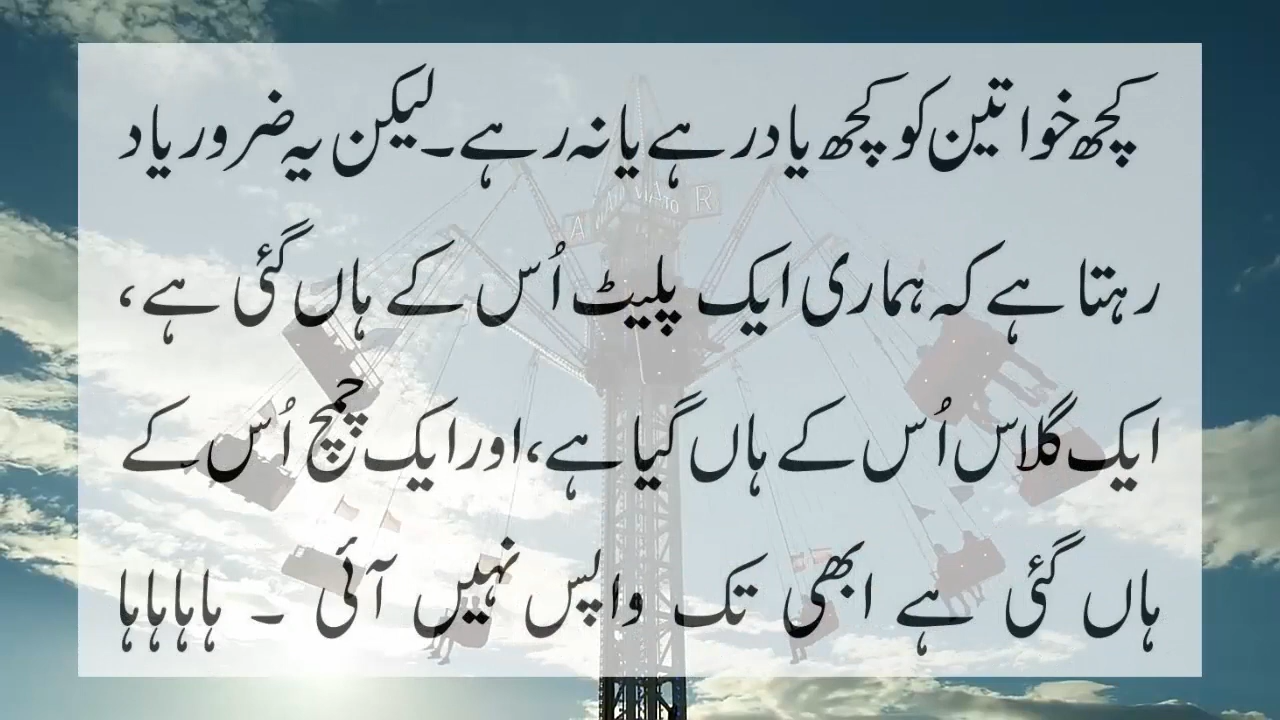 کچھ خواتین کو کچھ یاد رہے یا نہ رہے۔ لیکن یہ ضرور یاد
رہتا ہے کہ ہماری ایک پلیٹ اُس کے ہاں گئی ہے،
ایک گلاس اُس کے ہاں گیا ہے، اور ایک چمچ اُس کے
ہاں گئی ہے ابھی تک واپس نہیں آئی ۔ ہاہاہاہا